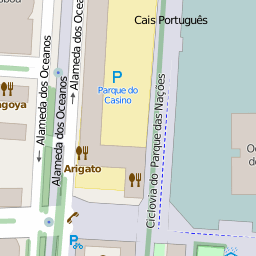 Cais Português
Alameda dos Oceanos
Alameda dos Oceanos
Alameda dos Oceanos
P
Parque do
Casino
Ciclovia do Parque das Nações
Arigato